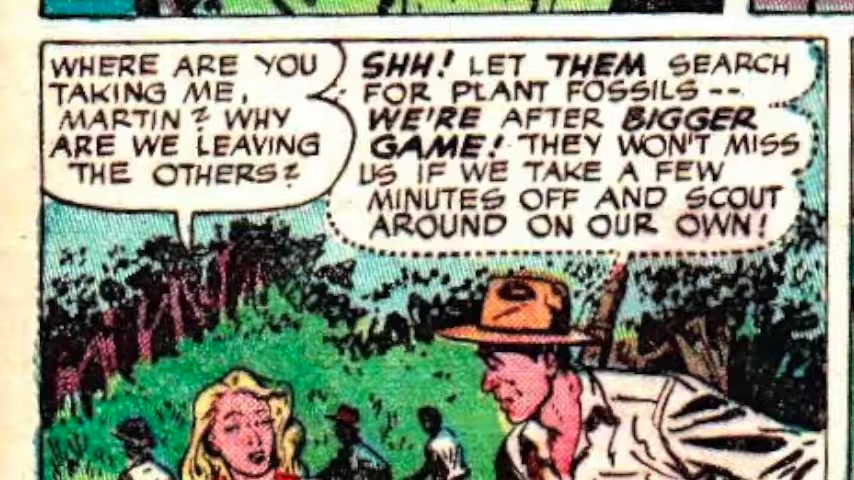 WHERE ARE YOU
TAKING ME,
MARTIN? WHY
ARE WE LEAVING
THE OTHERS?
SHH! LET THEM SEARCH
FOR PLANT FOSSILS --
WE'RE AFTER BIGGER
GAME! THEY WON'T MISS
US IF WE TAKE A FEW
MINUTES OFF AND SCOUT
AROUND ON OUR OWN!